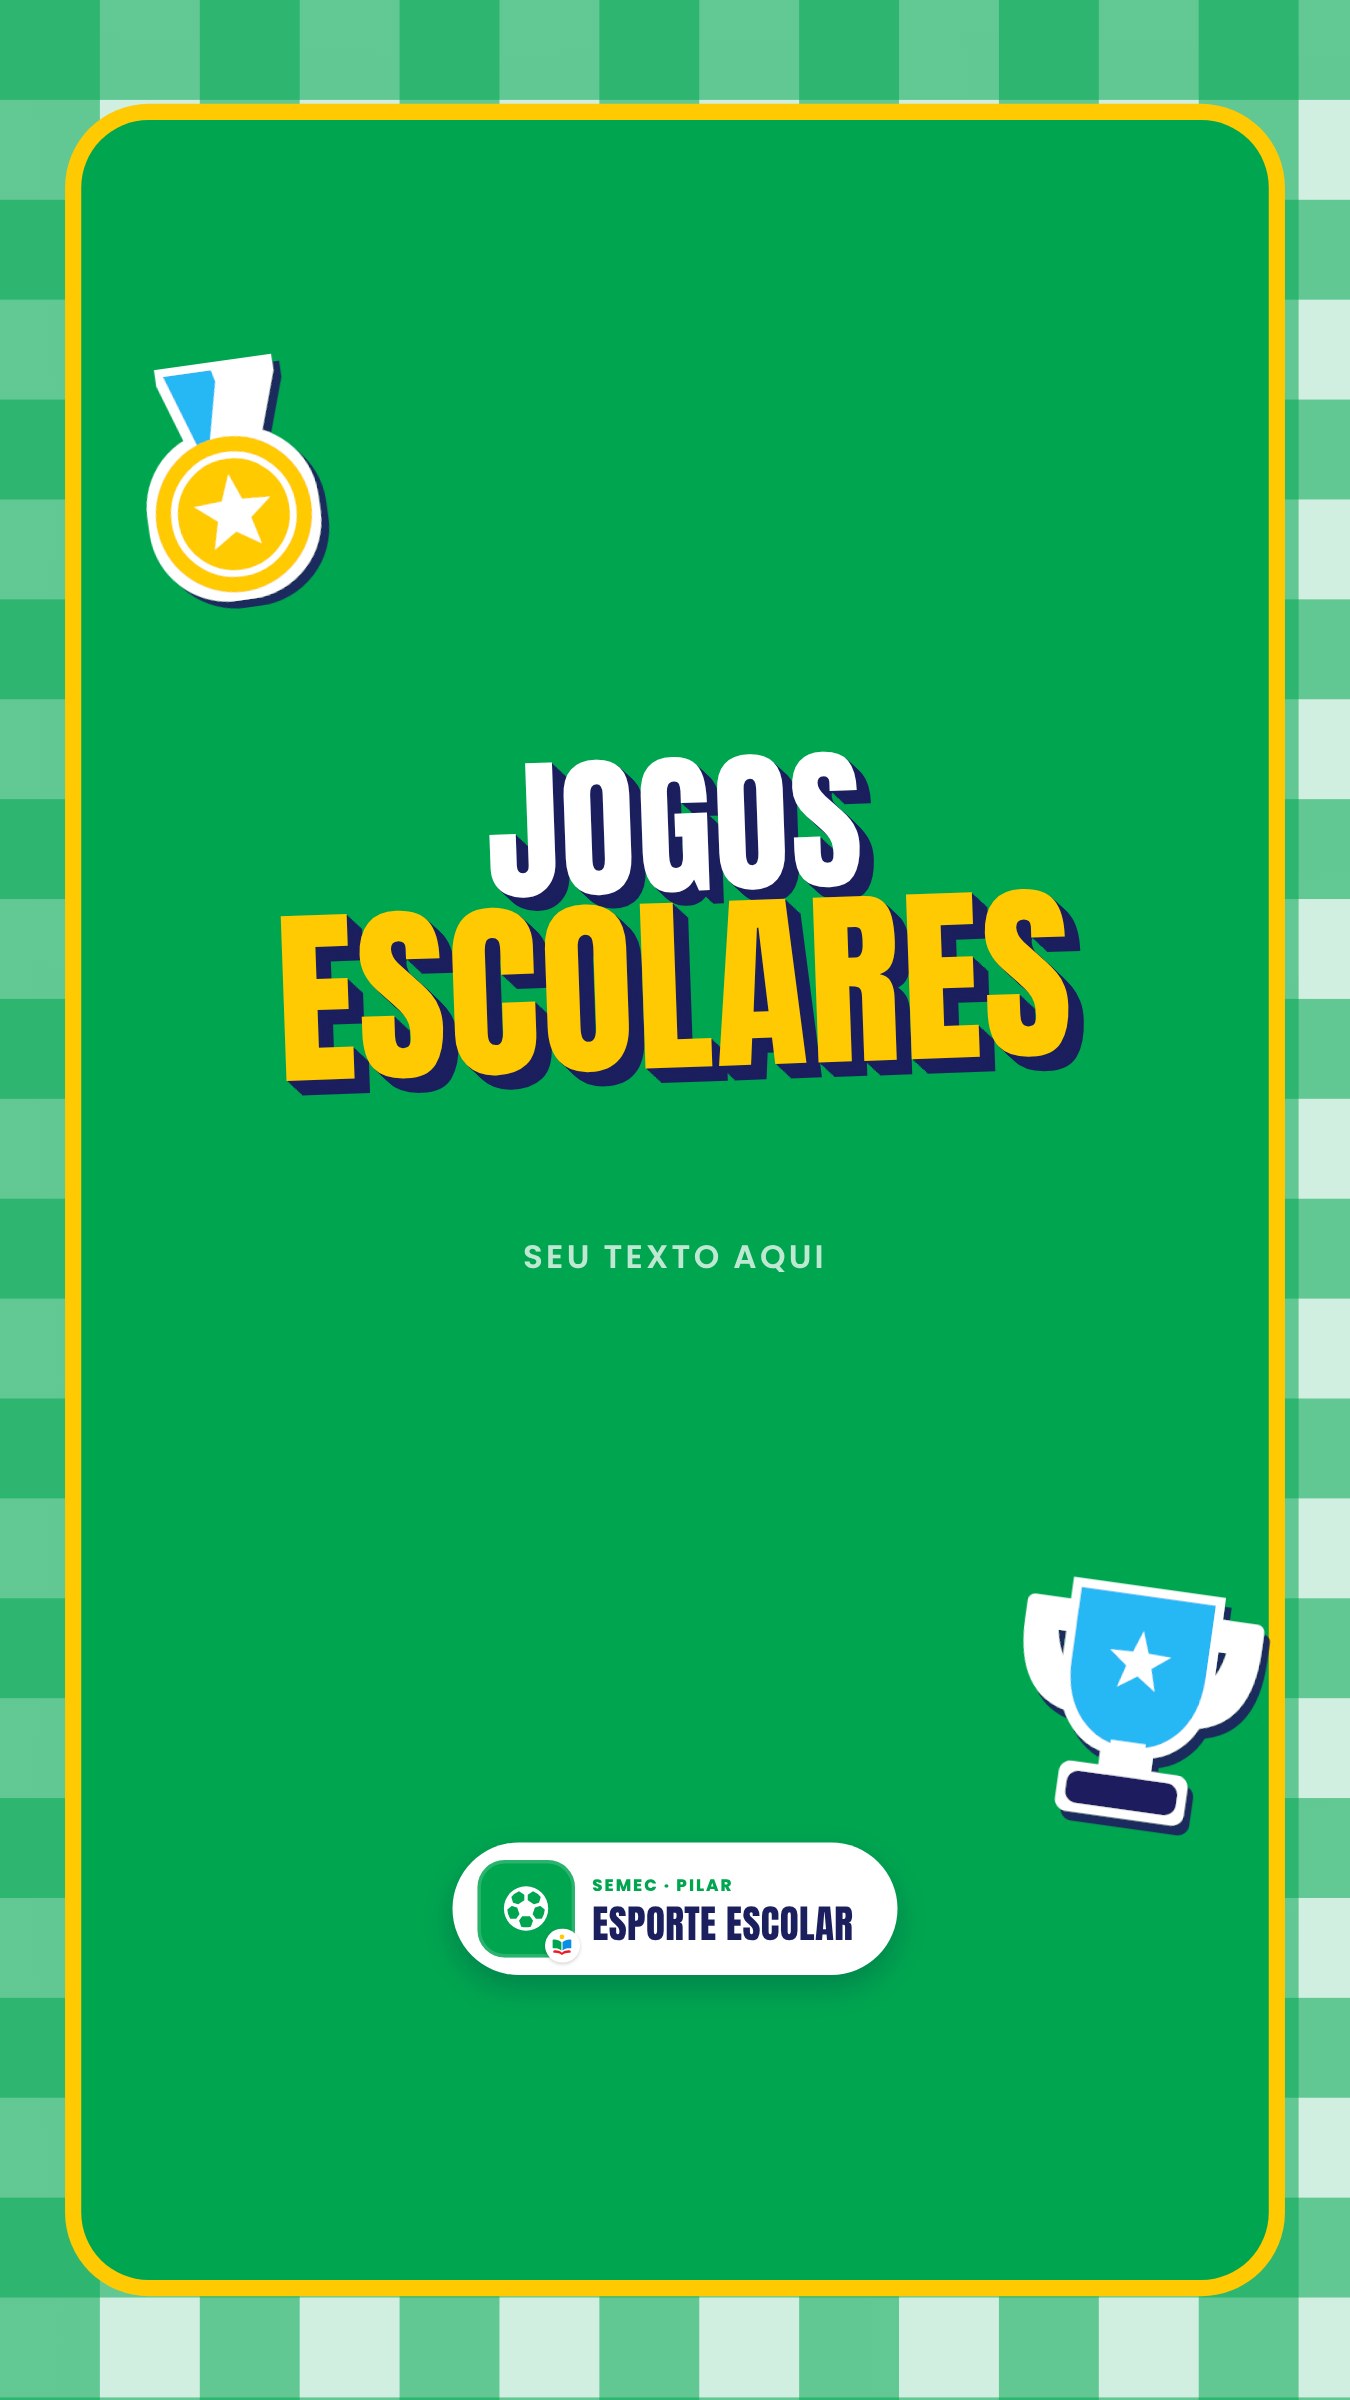 JOGOS
ESCOLARES
SEU TEXTO AQUI
SEMEC · PILAR
ESPORTE ESCOLAR